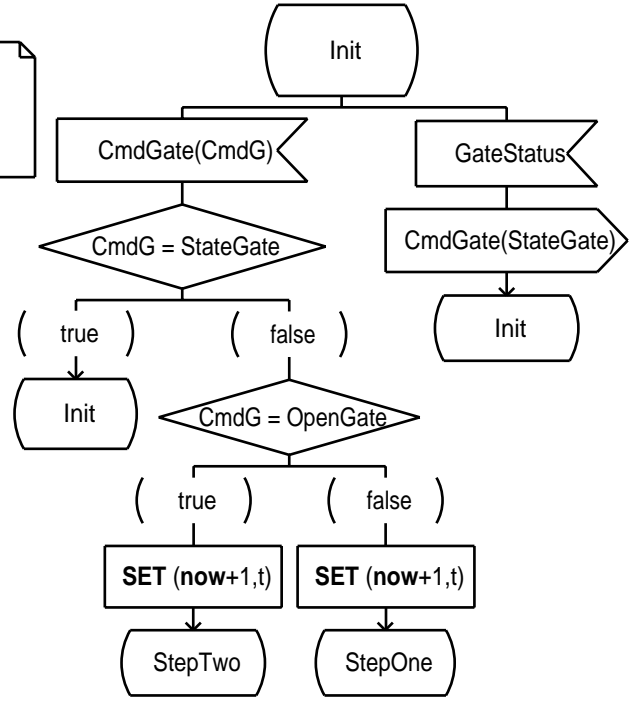 Init
CmdGate(CmdG)
GateStatus
CmdG = StateGate
CmdGate(StateGate)
true
false
Init
Init
CmdG = OpenGate
true
false
SET (now+1,t)
SET (now+1,t)
StepTwo
StepOne